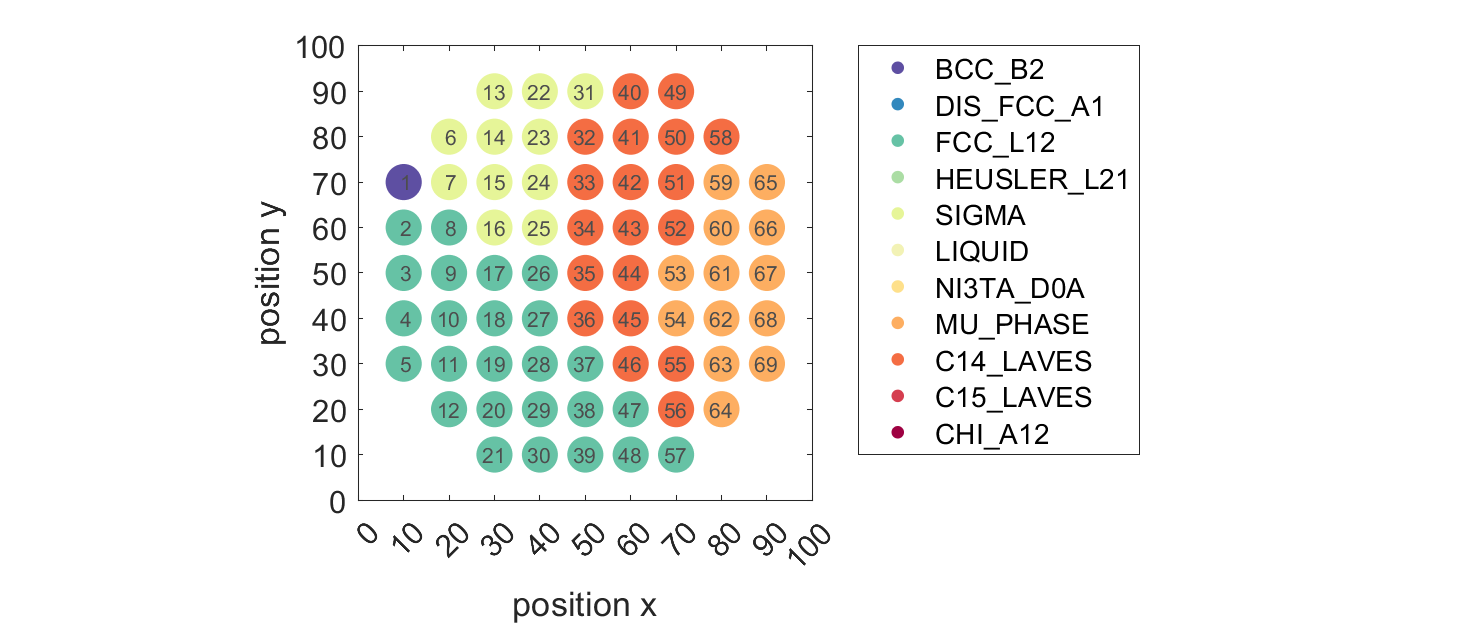 100
90
80
70
60
50
40
30
20
10
0
13 22 31 40 49
6 14 23 32 41 50 58
1 7 15 24 33 42 51 59 65
2 8 16 25 34 43 52 60 66
3 9 17 26 35 44 53 61 67
4 10 18 27 36 45 54 62 68
5 11 19 28 37 46 55 63 69
12 20 29 38 47 56 64
21 30 39 48 57
0 10 20 30 40 50 60 70 80 90 100
position x
position y
BCC_B2
DIS_FCC_A1
FCC_L12
HEUSLER_L21
SIGMA
LIQUID
NI3TA_D0A
MU_PHASE
C14_LAVES
C15_LAVES
CHI_A12